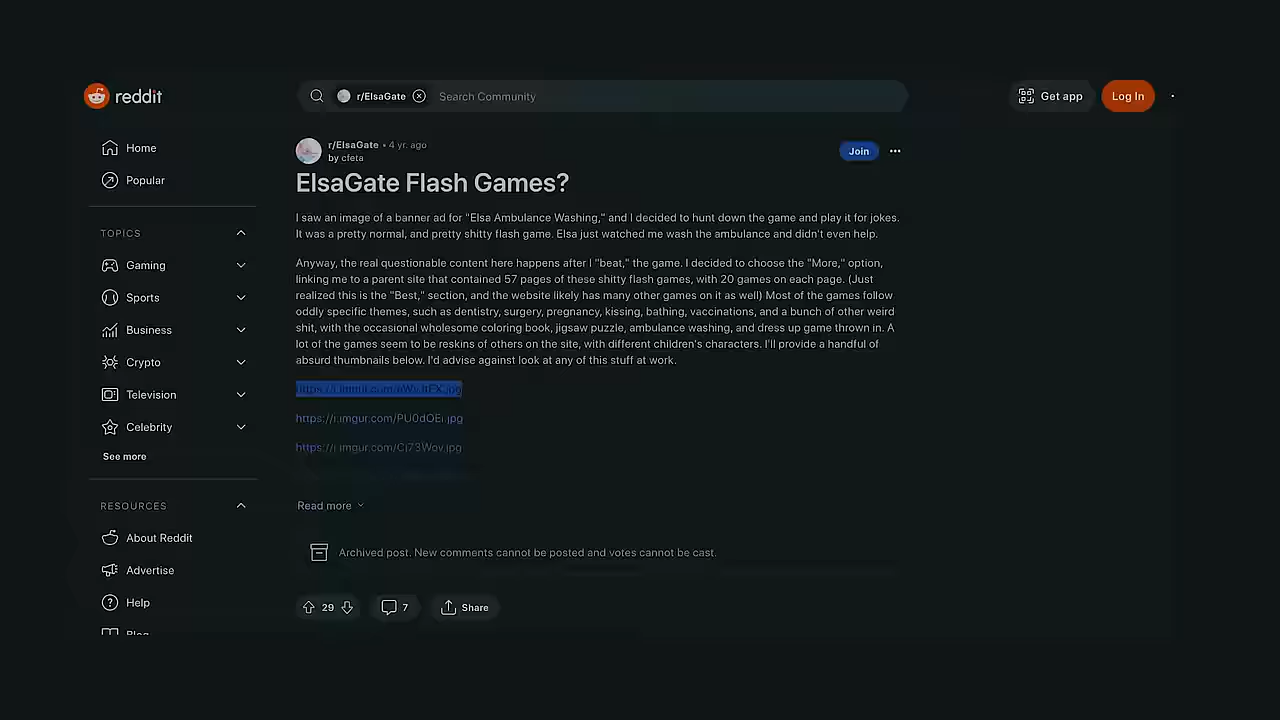 reddit
r/ElsaGate
Search Community
Get app
Log In
Home
Popular
TOPICS
Gaming
Sports
Business
Crypto
Television
Celebrity
See more
RESOURCES
About Reddit
Advertise
Help
Blog
r/ElsaGate • 4 yr. ago
by cfeta
Join
ElsaGate Flash Games?
I saw an image of a banner ad for "Elsa Ambulance Washing," and I decided to hunt down the game and play it for jokes.
It was a pretty normal, and pretty shitty flash game. Elsa just watched me wash the ambulance and didn't even help.
Anyway, the real questionable content here happens after I "beat," the game. I decided to choose the "More," option,
linking me to a parent site that contained 57 pages of these shitty flash games, with 20 games on each page. (Just
realized this is the "Best," section, and the website likely has many other games on it as well) Most of the games follow
oddly specific themes, such as dentistry, surgery, pregnancy, kissing, bathing, vaccinations, and a bunch of other weird
shit, with the occasional wholesome coloring book, jigsaw puzzle, ambulance washing, and dress up game thrown in. A
lot of the games seem to be reskins of others on the site, with different children's characters. I'll provide a handful of
absurd thumbnails below. I'd advise against look at any of this stuff at work.
Read more
Archived post. New comments cannot be posted and votes cannot be cast.
29
7
Share